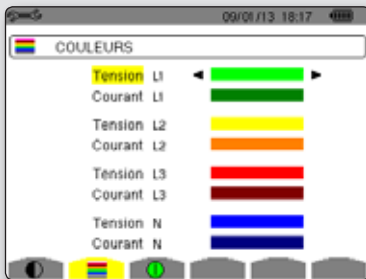 09/01/13 18:17
COULEURS
Tension L1
Courant L1
Tension L2
Courant L2
Tension L3
Courant L3
Tension N
Courant N